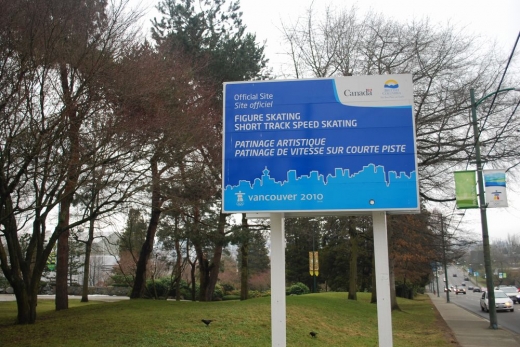 Official Site
Site officiel
FIGURE SKATING
SHORT TRACK SPEED SKATING
PATINAGE ARTISTIQUE
PATINAGE DE VITESSE SUR COURTE PISTE
Canada
vancouver 2010